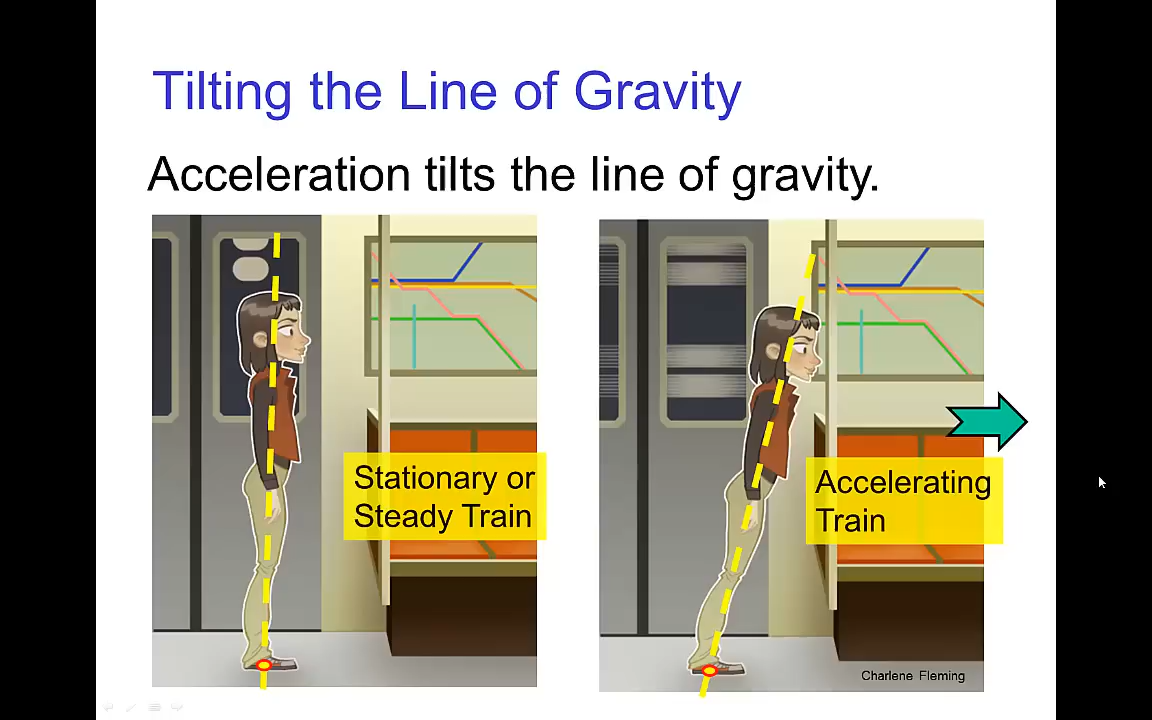 Tilting the Line of Gravity
Acceleration tilts the line of gravity.
Stationary or
Steady Train
Accelerating
Train
Charlene Fleming